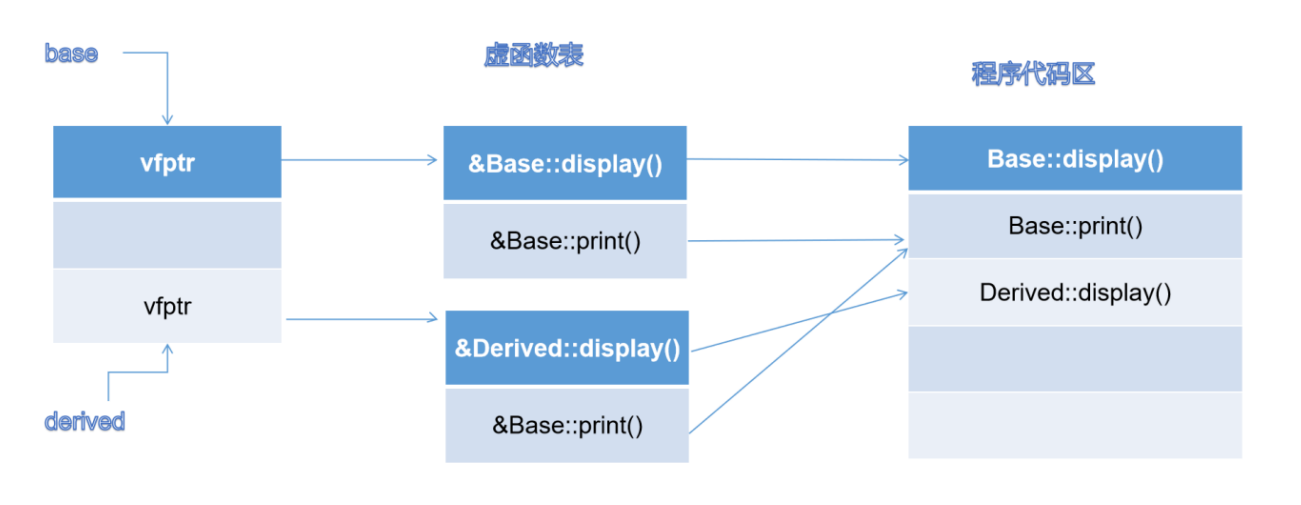 base
虚函数表
程序代码区
vfptr
&Base::display()
Base::display()
&Base::print()
Base::print()
vfptr
Derived::display()
&Derived::display()
&Base::print()
derived